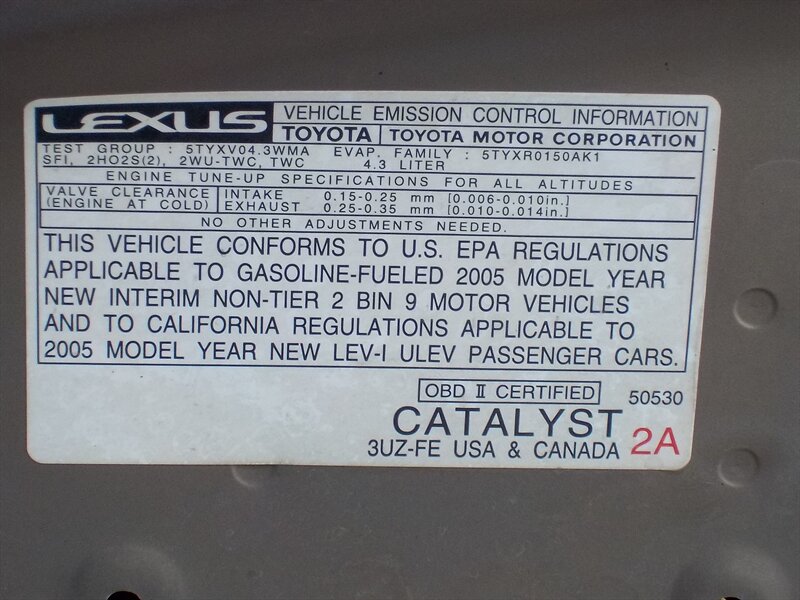 LEXUS VEHICLE EMISSION CONTROL INFORMATION
TOYOTA TOYOTA MOTOR CORPORATION
TEST GROUP : 5TYXV04.3WMA EVAP. FAMILY : 5TYXR0150AK1
SFI, 2HO2S(2), 2WU-TWC, TWC 4.3 LITER
ENGINE TUNE-UP SPECIFICATIONS FOR ALL ALTITUDES
VALVE CLEARANCE INTAKE 0.15-0.25 mm [0.006-0.010in.]
(ENGINE AT COLD) EXHAUST 0.25-0.35 mm [0.010-0.014in.]
NO OTHER ADJUSTMENTS NEEDED.
THIS VEHICLE CONFORMS TO U.S. EPA REGULATIONS
APPLICABLE TO GASOLINE-FUELED 2005 MODEL YEAR
NEW INTERIM NON-TIER 2 BIN 9 MOTOR VEHICLES
AND TO CALIFORNIA REGULATIONS APPLICABLE TO
2005 MODEL YEAR NEW LEV-I ULEV PASSENGER CARS.
OBD II CERTIFIED 50530
CATALYST
3UZ-FE USA & CANADA 2A